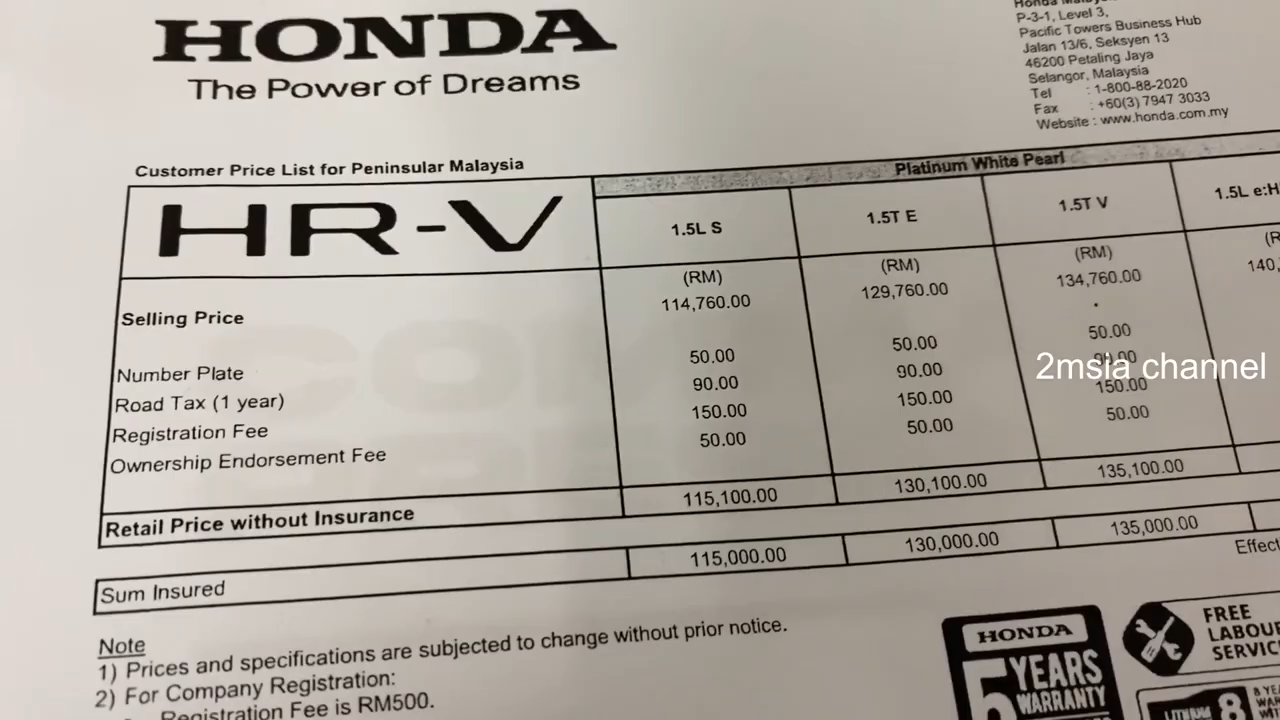 HONDA
The Power of Dreams
P-3-1, Level 3,
Pacific Towers Business Hub
Jalan 13/6, Seksyen 13
46200 Petaling Jaya
Selangor, Malaysia
Tel : 1-800-88-2020
Fax : +60(3) 7947 3033
Website : www.honda.com.my
Customer Price List for Peninsular Malaysia
Platinum White Pearl
HR-V
1.5L S 1.5T E 1.5T V 1.5L e:H
(RM) (RM) (RM) (R
Selling Price 114,760.00 129,760.00 134,760.00 140,
Number Plate 50.00 50.00 50.00
Road Tax (1 year) 90.00 90.00 90.00
Registration Fee 150.00 150.00 150.00
Ownership Endorsement Fee 50.00 50.00 50.00
2msia channel
Retail Price without Insurance 115,100.00 130,100.00 135,100.00
Sum Insured 115,000.00 130,000.00 135,000.00
Effect
Note
1) Prices and specifications are subjected to change without prior notice.
2) For Company Registration:
Registration Fee is RM500.
HONDA
5 YEARS
WARRANTY
FREE
LABOUR
SERVIC
8